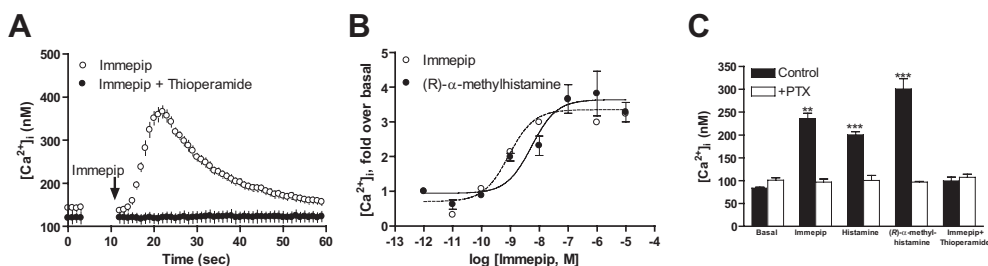 A
B
C
400
350
300
250
200
150
100
[Ca²⁺]ᵢ (nM)
Immepip
Immepip + Thioperamide
Immepip
0
10
20
30
40
50
60
Time (sec)
5
4
3
2
1
0
[Ca²⁺]ᵢ, fold over basal
Immepip
(R)-α-methylhistamine
-13
-12
-11
-10
-9
-8
-7
-6
-5
-4
log [Immepip, M]
350
300
250
200
150
100
50
0
[Ca²⁺]ᵢ (nM)
Control
+PTX
**
***
***
Basal
Immepip
Histamine
(R)-α-methyl-
histamine
Immepip+
Thioperamide